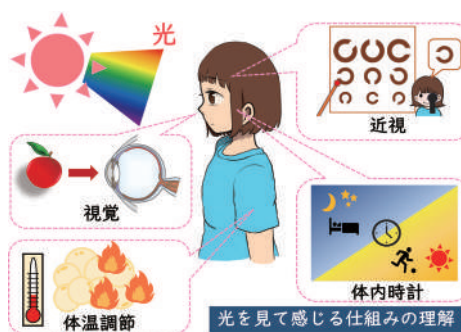 光
近視
視覚
体温調節
体内時計
光を見て感じる仕組みの理解